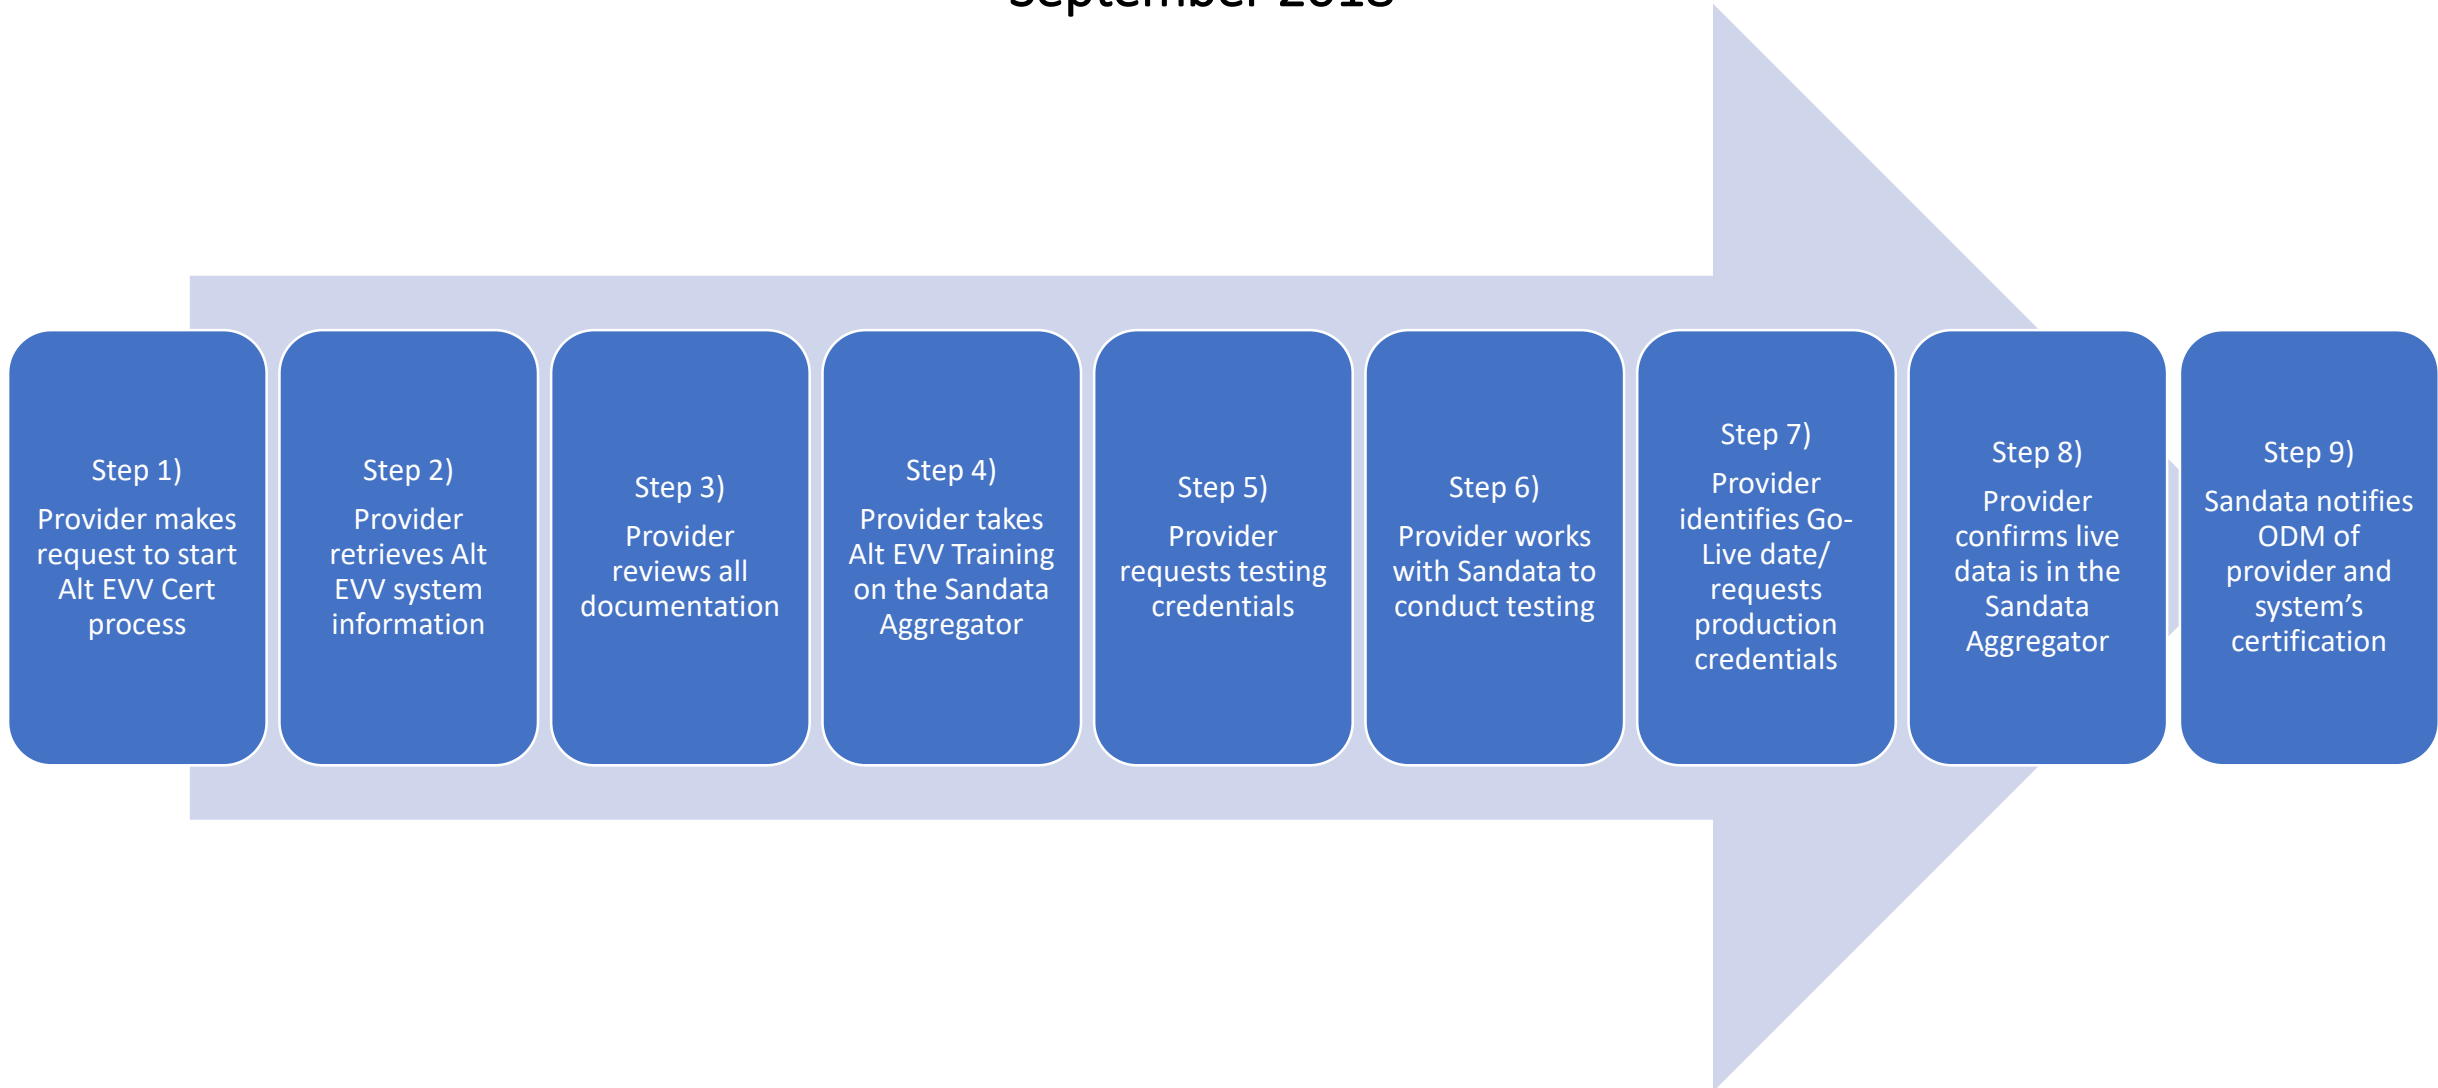 September 2018
Step 1)
Provider makes
request to start
Alt EVV Cert
process
Step 2)
Provider
retrieves Alt
EVV system
information
Step 3)
Provider
reviews all
documentation
Step 4)
Provider takes
Alt EVV Training
on the Sandata
Aggregator
Step 5)
Provider
requests testing
credentials
Step 6)
Provider works
with Sandata to
conduct testing
Step 7)
Provider
identifies Go-
Live date/
requests
production
credentials
Step 8)
Provider
confirms live
data is in the
Sandata
Aggregator
Step 9)
Sandata notifies
ODM of
provider and
system’s
certification